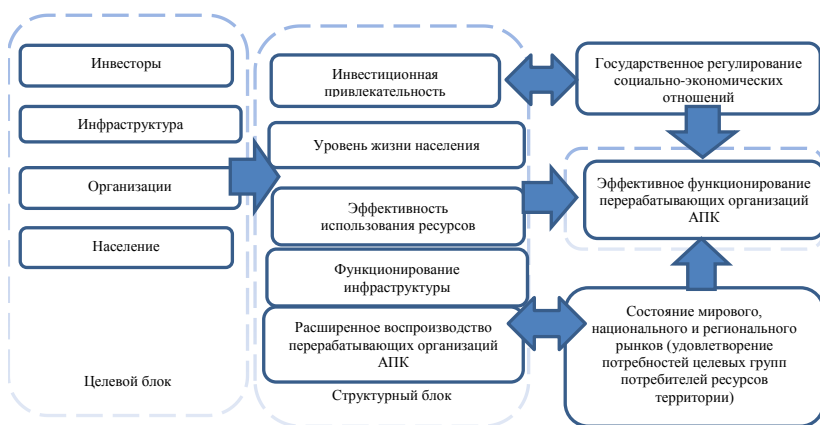 Инвесторы
Инфраструктура
Организации
Население
Целевой блок
Инвестиционная
привлекательность
Уровень жизни населения
Эффективность
использования ресурсов
Функционирование
инфраструктуры
Расширенное воспроизводство
перерабатывающих организаций
АПК
Структурный блок
Государственное регулирование
социально-экономических
отношений
Эффективное функционирование
перерабатывающих организаций
АПК
Состояние мирового,
национального и регионального
рынков (удовлетворение
потребностей целевых групп
потребителей ресурсов
территории)